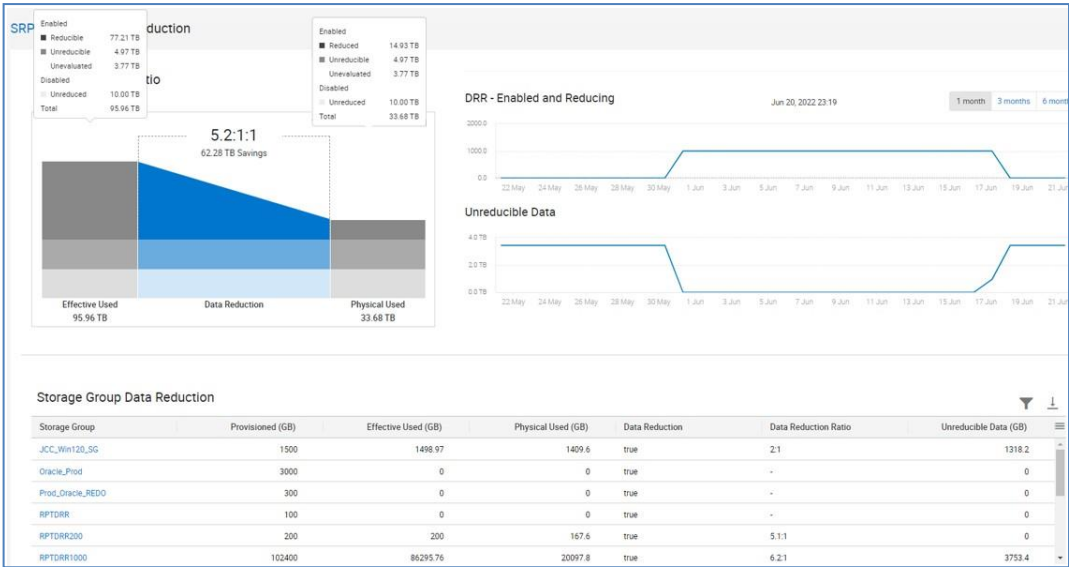 SRP
duction
Enabled
Reducible 77.21 TB
Unreducible 4.97 TB
Unevaluated 3.77 TB
Disabled
Unreduced 10.00 TB
Total 95.96 TB
Enabled
Reduced 14.93 TB
Unreducible 4.97 TB
Unevaluated 3.77 TB
Disabled
Unreduced 10.00 TB
Total 33.68 TB
tio
5.2:1:1
62.28 TB Savings
Effective Used
95.96 TB
Data Reduction
Physical Used
33.68 TB
DRR - Enabled and Reducing
Jun 20, 2022 23:19
1 month 3 months 6 mont
2000.0
1000.0
0.0
22 May 24 May 26 May 28 May 30 May 1 Jun 3 Jun 5 Jun 7 Jun 9 Jun 11 Jun 13 Jun 15 Jun 17 Jun 19 Jun 21 Jun
Unreducible Data
4.0 TB
2.0 TB
0.0 TB
22 May 24 May 26 May 28 May 30 May 1 Jun 3 Jun 5 Jun 7 Jun 9 Jun 11 Jun 13 Jun 15 Jun 17 Jun 19 Jun 21 Jun
Storage Group Data Reduction
Storage Group Provisioned (GB) Effective Used (GB) Physical Used (GB) Data Reduction Data Reduction Ratio Unreducible Data (GB)
JCC_Win120_SG 1500 1498.97 1409.6 true 2:1 1318.2
Oracle_Prod 3000 0 0 true - 0
Prod_Oracle_REDO 300 0 0 true - 0
RPTDRR 100 0 0 true - 0
RPTDRR200 200 200 167.6 true 5.1:1 0
RPTDRR1000 102400 86295.76 20097.8 true 6.2:1 3753.4